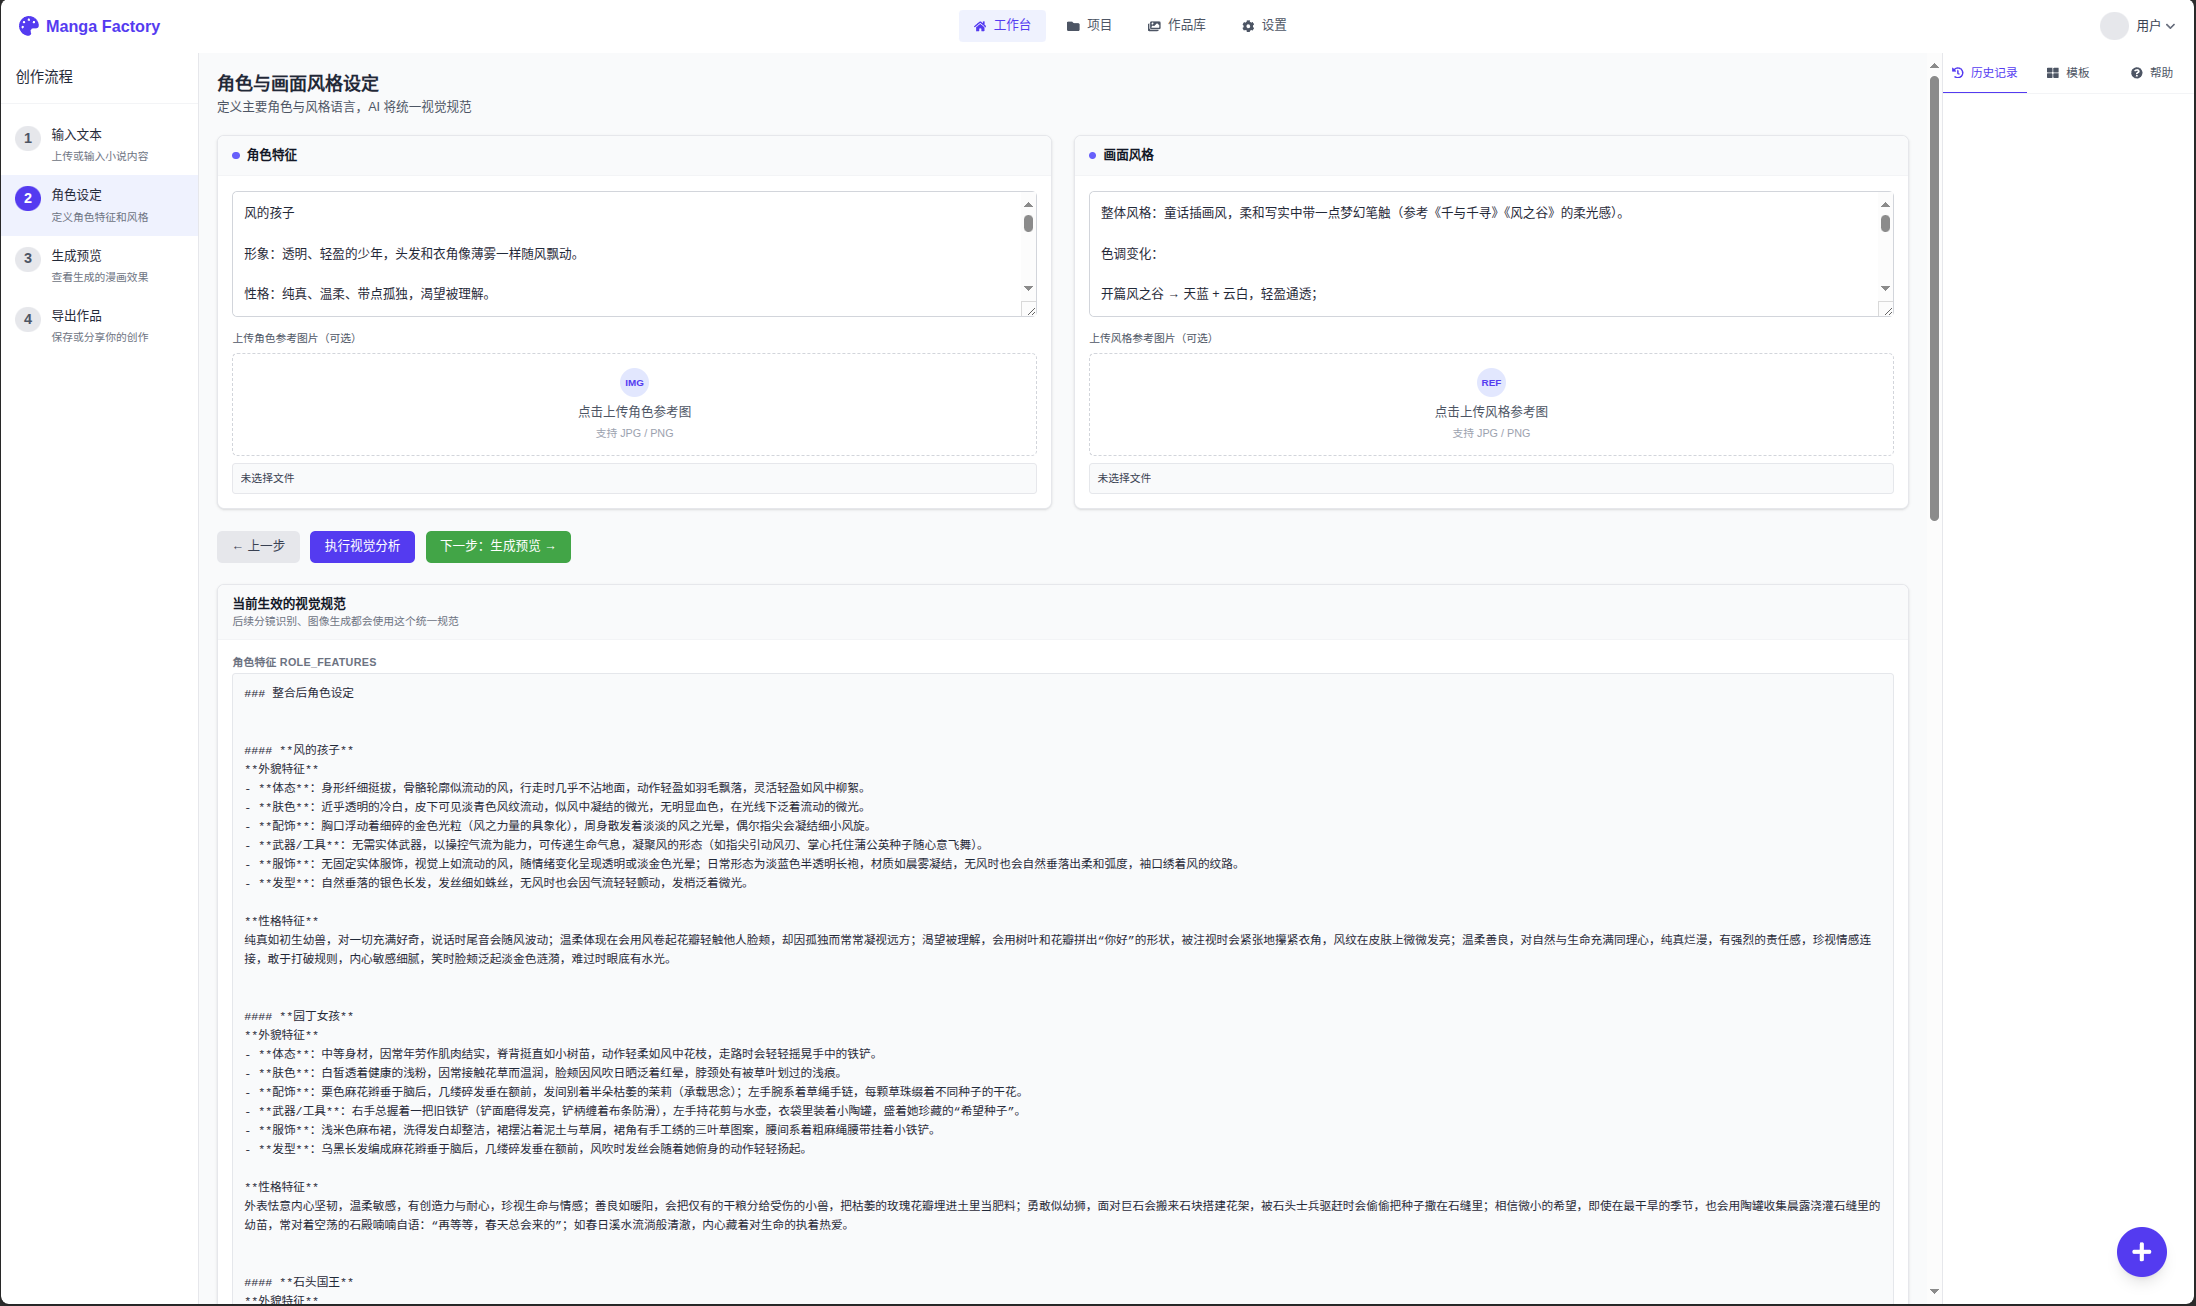 Manga Factory
工作台
项目
作品库
设置
用户
创作流程
1
输入文本
上传或输入小说内容
2
角色设定
定义角色特征和风格
3
生成预览
查看生成的漫画效果
4
导出作品
保存或分享你的创作
角色与画面风格设定
定义主要角色与风格语言，AI 将统一视觉规范
角色特征
风的孩子
形象：透明、轻盈的少年，头发和衣角像薄雾一样随风飘动。
性格：纯真、温柔、带点孤独，渴望被理解。
上传角色参考图片（可选）
IMG
点击上传角色参考图
支持 JPG / PNG
未选择文件
画面风格
整体风格：童话插画风，柔和写实中带一点梦幻笔触（参考《千与千寻》《风之谷》的柔光感）。
色调变化：
开篇风之谷 → 天蓝 + 云白，轻盈通透；
上传风格参考图片（可选）
REF
点击上传风格参考图
支持 JPG / PNG
未选择文件
← 上一步
执行视觉分析
下一步：生成预览 →
当前生效的视觉规范
后续分镜识别、图像生成都会使用这个统一规范
角色特征 ROLE_FEATURES
### 整合后角色设定
#### **风的孩子**
**外貌特征**
- **体态**：身形纤细挺拔，骨骼轮廓似流动的风，行走时几乎不沾地面，动作轻盈如羽毛飘落，灵活轻盈如风中柳絮。
- **肤色**：近乎透明的冷白，皮下可见淡青色风纹流动，似风中凝结的微光，无明显血色，在光线下泛着流动的微光。
- **配饰**：胸口浮动着细碎的金色光粒（风之力量的具象化），周身散发着淡淡的风之光晕，偶尔指尖会凝结细小风旋。
- **武器/工具**：无需实体武器，以操控气流为能力，可传递生命气息，凝聚风的形态（如指尖引动风刃、掌心托住蒲公英种子随心意飞舞）。
- **服饰**：无固定实体服饰，视觉上如流动的风，随情绪变化呈现透明或淡金色光晕；日常形态为淡蓝色半透明长袍，材质如晨雾凝结，无风时也会自然垂落出柔和弧度，袖口绣着风的纹路。
- **发型**：自然垂落的银色长发，发丝细如蛛丝，无风时也会因气流轻轻颤动，发梢泛着微光。
**性格特征**
纯真如初生幼兽，对一切充满好奇，说话时尾音会随风波动；温柔体现在会用风卷起花瓣轻触他人脸颊，却因孤独而常常凝视远方；渴望被理解，会用树叶和花瓣拼出“你好”的形状，被注视时会紧张地攥紧衣角，风纹在皮肤上微微发亮；温柔善良，对自然与生命充满同理心，纯真烂漫，有强烈的责任感，珍视情感连
接，敢于打破规则，内心敏感细腻，笑时脸颊泛起淡金色涟漪，难过时眼底有水光。
#### **园丁女孩**
**外貌特征**
- **体态**：中等身材，因常年劳作肌肉结实，脊背挺直如小树苗，动作轻柔如风中花枝，走路时会轻轻摇晃手中的铁铲。
- **肤色**：白皙透着健康的浅粉，因常接触花草而温润，脸颊因风吹日晒泛着红晕，脖颈处有被草叶划过的浅痕。
- **配饰**：栗色麻花辫垂于脑后，几缕碎发垂在额前，发间别着半朵枯萎的茉莉（承载思念）；左手腕系着草绳手链，每颗草珠缀着不同种子的干花。
- **武器/工具**：右手总握着一把旧铁铲（铲面磨得发亮，铲柄缠着布条防滑），左手持花剪与水壶，衣袋里装着小陶罐，盛着她珍藏的“希望种子”。
- **服饰**：浅米色麻布裙，洗得发白却整洁，裙摆沾着泥土与草屑，裙角有手工绣的三叶草图案，腰间系着粗麻绳腰带挂着小铁铲。
- **发型**：乌黑长发编成麻花辫垂于脑后，几缕碎发垂在额前，风吹时发丝会随着她俯身的动作轻轻扬起。
**性格特征**
外表怯意内心坚韧，温柔敏感，有创造力与耐心，珍视生命与情感；善良如暖阳，会把仅有的干粮分给受伤的小兽，把枯萎的玫瑰花瓣埋进土里当肥料；勇敢似幼狮，面对巨石会搬来石块搭建花架，被石头士兵驱赶时会偷偷把种子撒在石缝里；相信微小的希望，即使在最干旱的季节，也会用陶罐收集晨露浇灌石缝里的
幼苗，常对着空荡的石殿喃喃自语：“再等等，春天总会来的”；如春日溪水流淌般清澈，内心藏着对生命的执着热爱。
#### **石头国王**
**外貌特征**
历史记录
模板
帮助